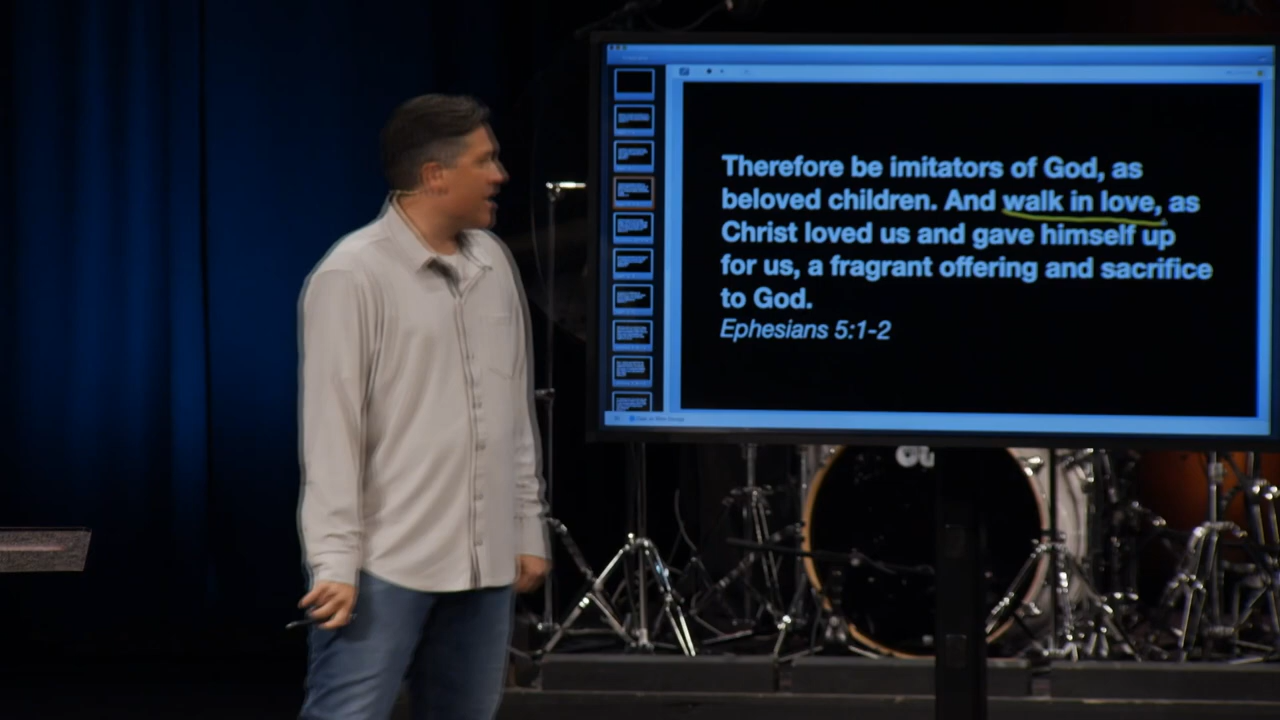 Therefore be imitators of God, as
beloved children. And walk in love, as
Christ loved us and gave himself up
for us, a fragrant offering and sacrifice
to God.
Ephesians 5:1-2